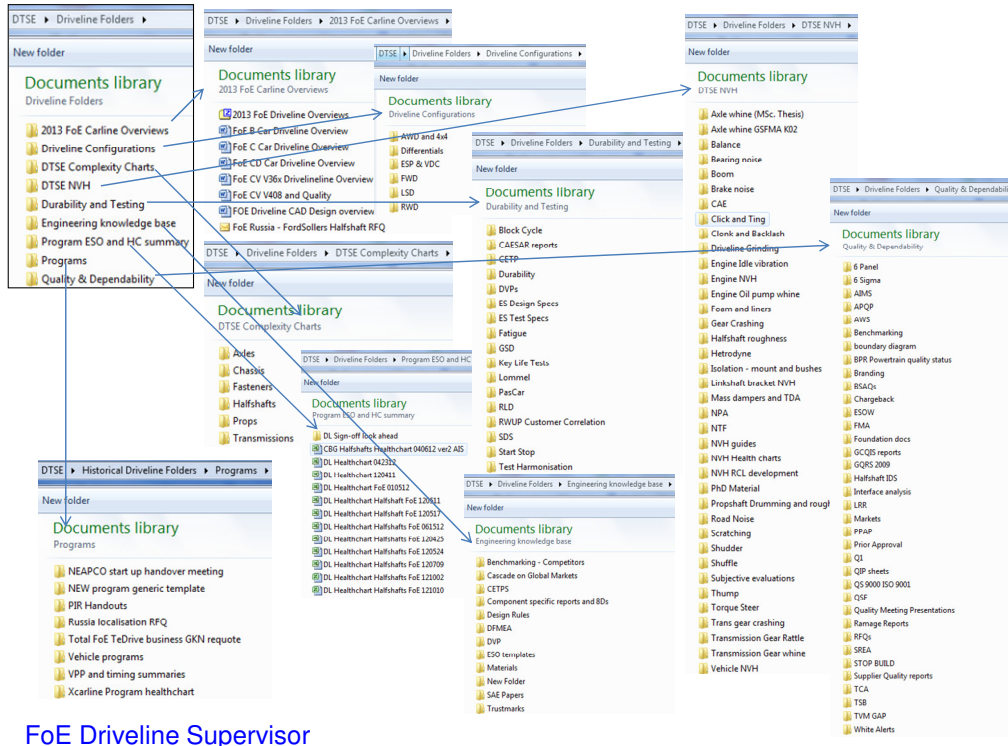 DTSE ▸ Driveline Folders ▸
New folder
Documents library
Driveline Folders
2013 FoE Carline Overviews
Driveline Configurations
DTSE Complexity Charts
DTSE NVH
Durability and Testing
Engineering knowledge base
Program ESO and HC summary
Programs
Quality & Dependability
DTSE ▸ Driveline Folders ▸ 2013 FoE Carline Overviews ▸
New folder
Documents library
2013 FoE Carline Overviews
2013 FoE Driveline Overviews
FoE B Car Driveline Overview
FoE C Car Driveline Overview
FoE CD Car Driveline Overview
FoE CV V36x Drivelineline Overview
FoE CV V408 and Quality
FOE Driveline CAD Design overview
FoE Russia - FordSollers Halfshaft RFQ
DTSE ▸ Driveline Folders ▸ Driveline Configurations ▸
New folder
Documents library
Driveline Configurations
AWD and 4x4
Differentials
ESP & VDC
FWD
LSD
RWD
DTSE ▸ Driveline Folders ▸ DTSE Complexity Charts ▸
New folder
Documents library
DTSE Complexity Charts
Axles
Chassis
Fasteners
Halfshafts
Props
Transmissions
DTSE ▸ Driveline Folders ▸ Program ESO and HC
New folder
Documents library
Program ESO and HC summary
DL Sign-off look ahead
CBG Halfshafts Healthchart 040612 ver2 AIS
DL Healthchart 042312
DL Healthchart 120411
DL Healthchart FoE 010512
DL Healthchart Halfshaft FoE 120611
DL Healthchart Halfshaft FoE 120517
DL Healthchart Halfshafts FoE 061512
DL Healthchart Halfshafts FoE 120425
DL Healthchart Halfshafts FoE 120524
DL Healthchart Halfshafts FoE 120709
DL Healthchart Halfshafts FoE 121002
DL Healthchart Halfshafts FoE 121010
DTSE ▸ Historical Driveline Folders ▸ Programs ▸
New folder
Documents library
Programs
NEAPCO start up handover meeting
NEW program generic template
PIR Handouts
Russia localisation RFQ
Total FoE TeDrive business GKN requote
Vehicle programs
VPP and timing summaries
Xcarline Program healthchart
DTSE ▸ Driveline Folders ▸ Durability and Testing ▸
New folder
Documents library
Durability and Testing
Block Cycle
CAESAR reports
CETP
Durability
DVPs
ES Design Specs
ES Test Specs
Fatigue
GSD
Key Life Tests
Lommel
PasCar
RLD
RWUP Customer Correlation
SDS
Start Stop
Test Harmonisation
DTSE ▸ Driveline Folders ▸ Engineering knowledge base ▸
New folder
Documents library
Engineering knowledge base
Benchmarking - Competitors
Cascade on Global Markets
CETPS
Component specific reports and 8Ds
Design Rules
DFMEA
DVP
ESO templates
Materials
New Folder
SAE Papers
Trustmarks
DTSE ▸ Driveline Folders ▸ DTSE NVH ▸
New folder
Documents library
DTSE NVH
Axle whine (MSc. Thesis)
Axle whine GSFMA K02
Balance
Bearing noise
Boom
Brake noise
CAE
Click and Ting
Clonk and Backlash
Driveline Grinding
Engine Idle vibration
Engine NVH
Engine Oil pump whine
Foam and liners
Gear Crashing
Halfshaft roughness
Hetrodyne
Isolation - mount and bushes
Linkshaft bracket NVH
Mass dampers and TDA
NPA
NTF
NVH guides
NVH Health charts
NVH RCL development
PhD Material
Propshaft Drumming and rough
Road Noise
Scratching
Shudder
Shuffle
Subjective evaluations
Thump
Torque Steer
Trans gear crashing
Transmission Gear Rattle
Transmission Gear whine
Vehicle NVH
DTSE ▸ Driveline Folders ▸ Quality & Dependabili
New folder
Documents library
Quality & Dependability
6 Panel
6 Sigma
AIMS
APQP
AWS
Benchmarking
boundary diagram
BPR Powertrain quality status
Branding
BSAQs
Chargeback
ESOW
FMA
Foundation docs
GCQIS reports
GQRS 2009
Halfshaft IDS
Interface analysis
LRR
Markets
PPAP
Prior Approval
Q1
QIP sheets
QS 9000 ISO 9001
QSF
Quality Meeting Presentations
Ramage Reports
RFQs
SREA
STOP BUILD
Supplier Quality reports
TCA
TSB
TVM GAP
White Alerts
FoE Driveline Supervisor